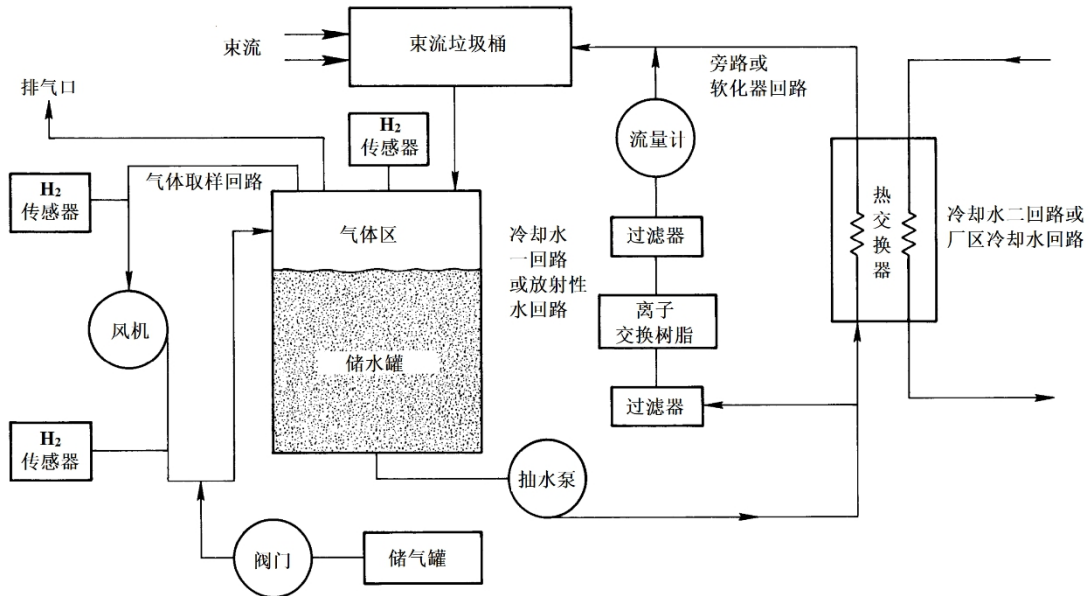 束流
束流垃圾桶
旁路或
软化器回路
排气口
H₂
传感器
流量计
气体取样回路
H₂
传感器
气体区
冷却水
一回路
或放射性
水回路
过滤器
热交换器
冷却水二回路或
厂区冷却水回路
离子
交换树脂
风机
储水罐
过滤器
H₂
传感器
抽水泵
阀门
储气罐